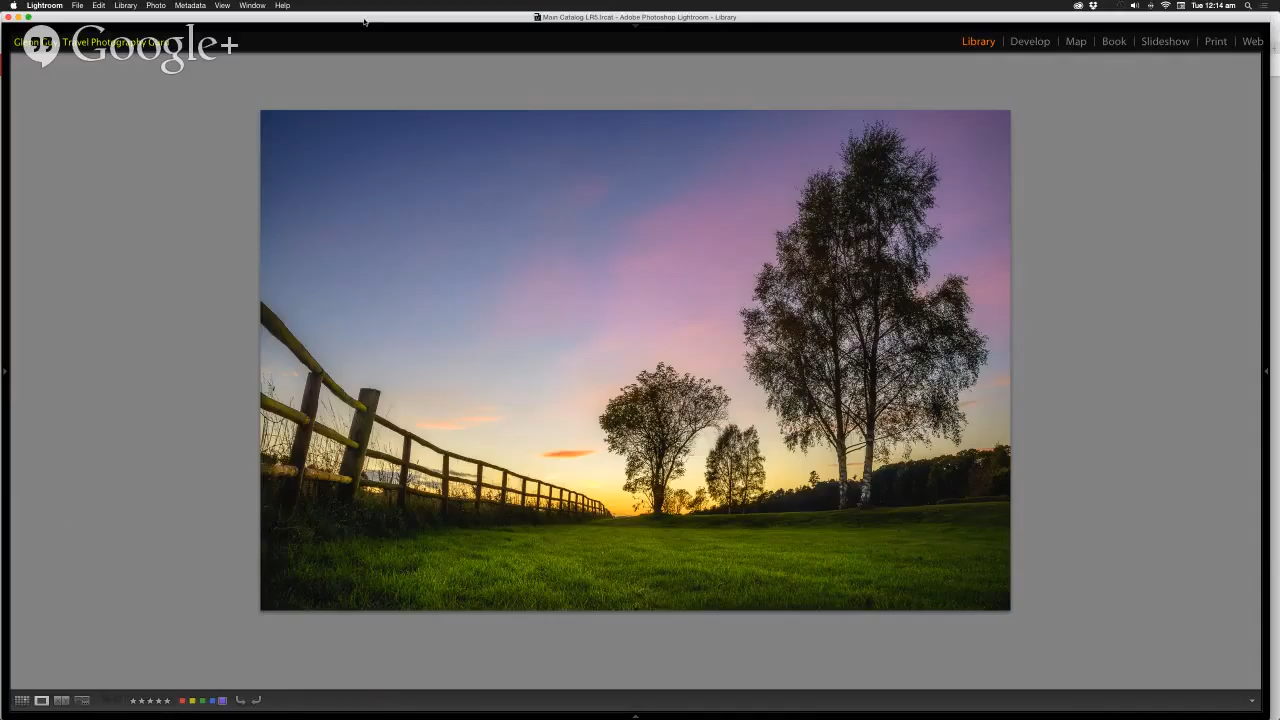 Lightroom File Edit Library Photo Metadata View Window Help Tue 12:14 am
Main Catalog LR5.lrcat - Adobe Photoshop Lightroom - Library
Google+
Travel Photography
Library | Develop | Map | Book | Slideshow | Print | Web